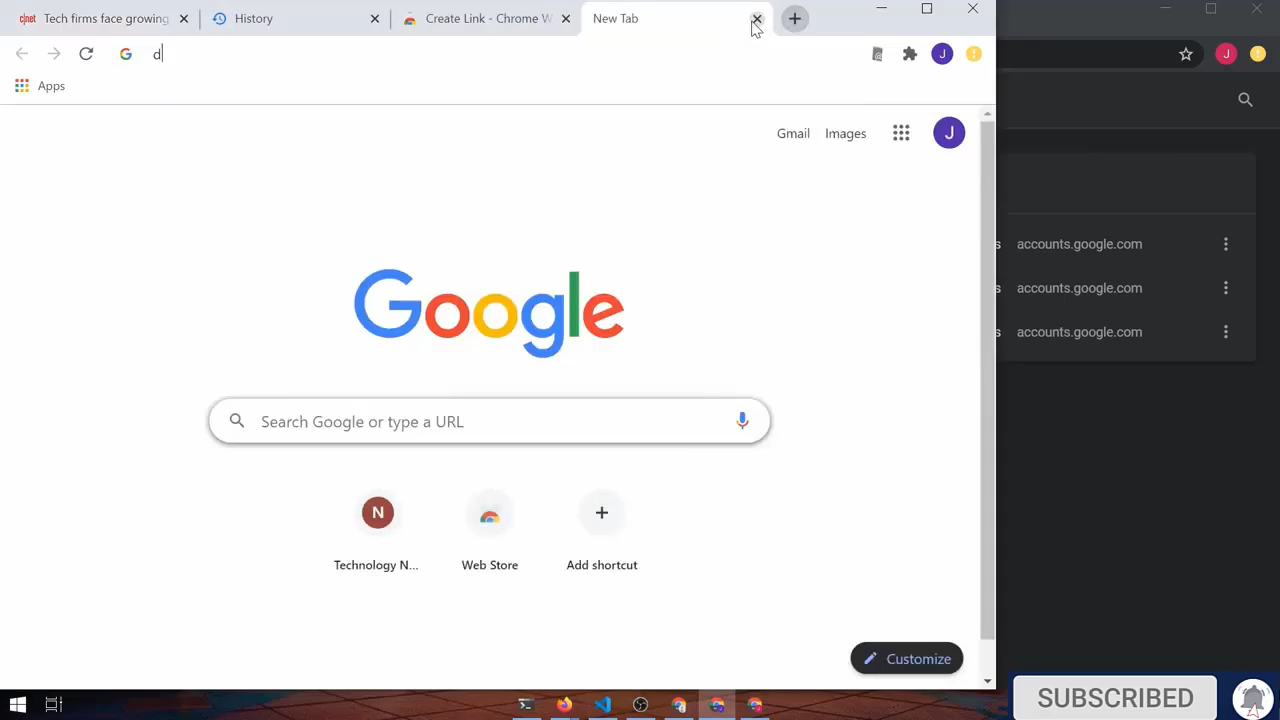 c|net Tech firms face growing
History
Create Link - Chrome W
New Tab
d
J
J
Apps
Gmail
Images
J
accounts.google.com
s
accounts.google.com
s
accounts.google.com
s
Google
Search Google or type a URL
N
Technology N...
Web Store
Add shortcut
Customize
SUBSCRIBED